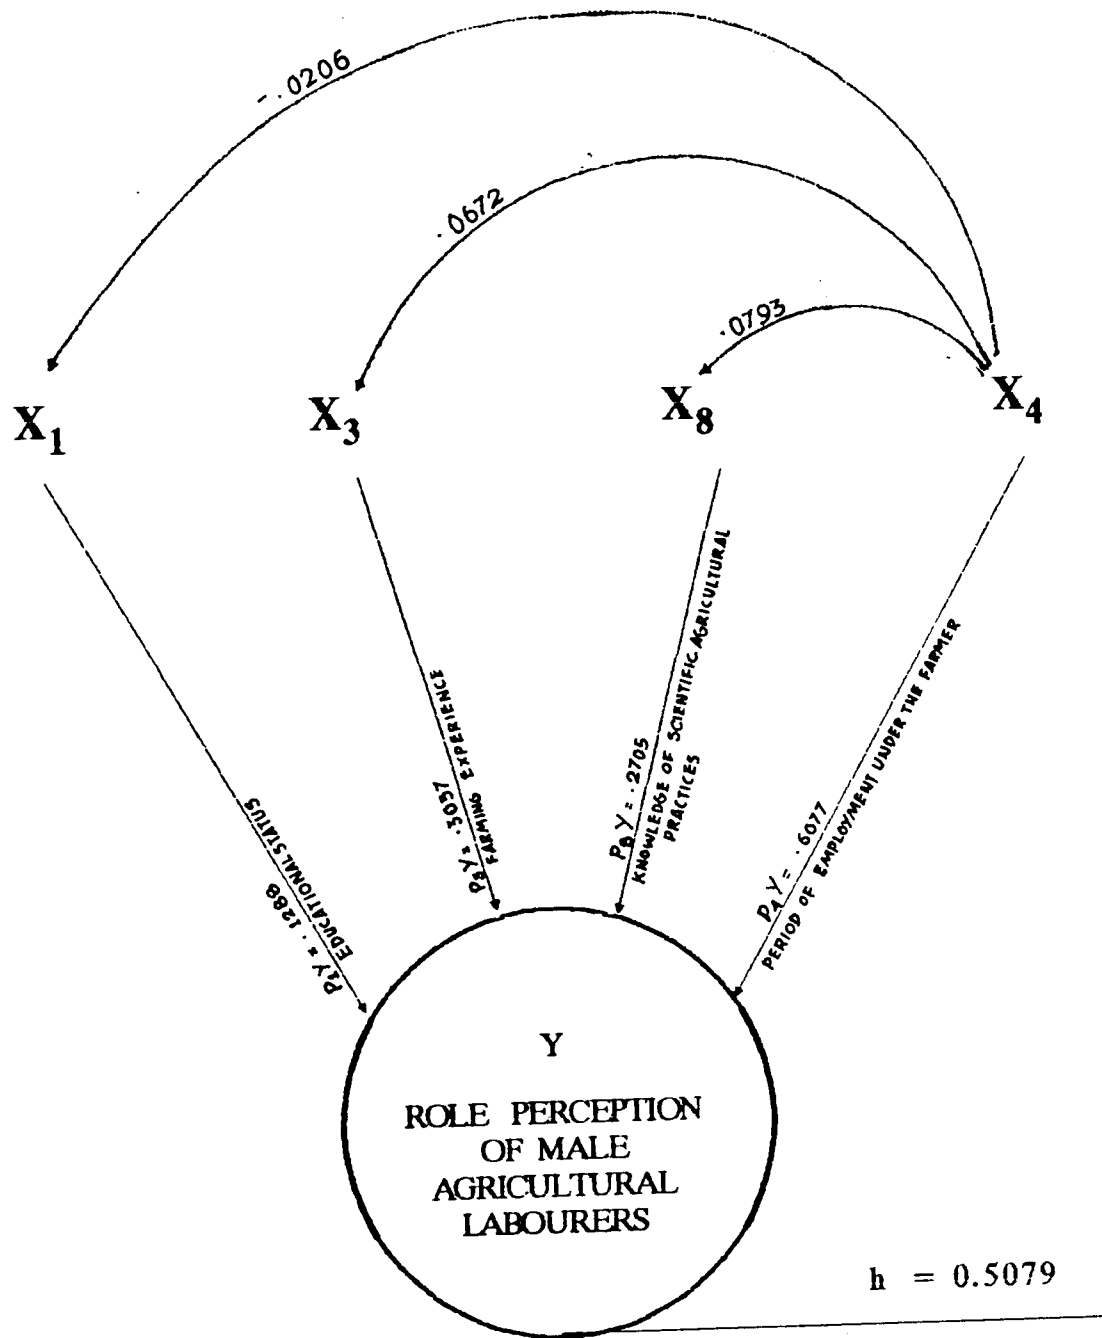 -.0206
.0672
.0793
X1
X3
X8
X4
P1Y = .1288
EDUCATIONAL STATUS
P3Y = .3057
FARMING EXPERIENCE
P8Y = .2705
KNOWLEDGE OF SCIENTIFIC AGRICULTURAL
PRACTICES
P4Y = .6077
PERIOD OF EMPLOYMENT UNDER THE FARMER
Y
ROLE PERCEPTION
OF MALE
AGRICULTURAL
LABOURERS
h = 0.5079